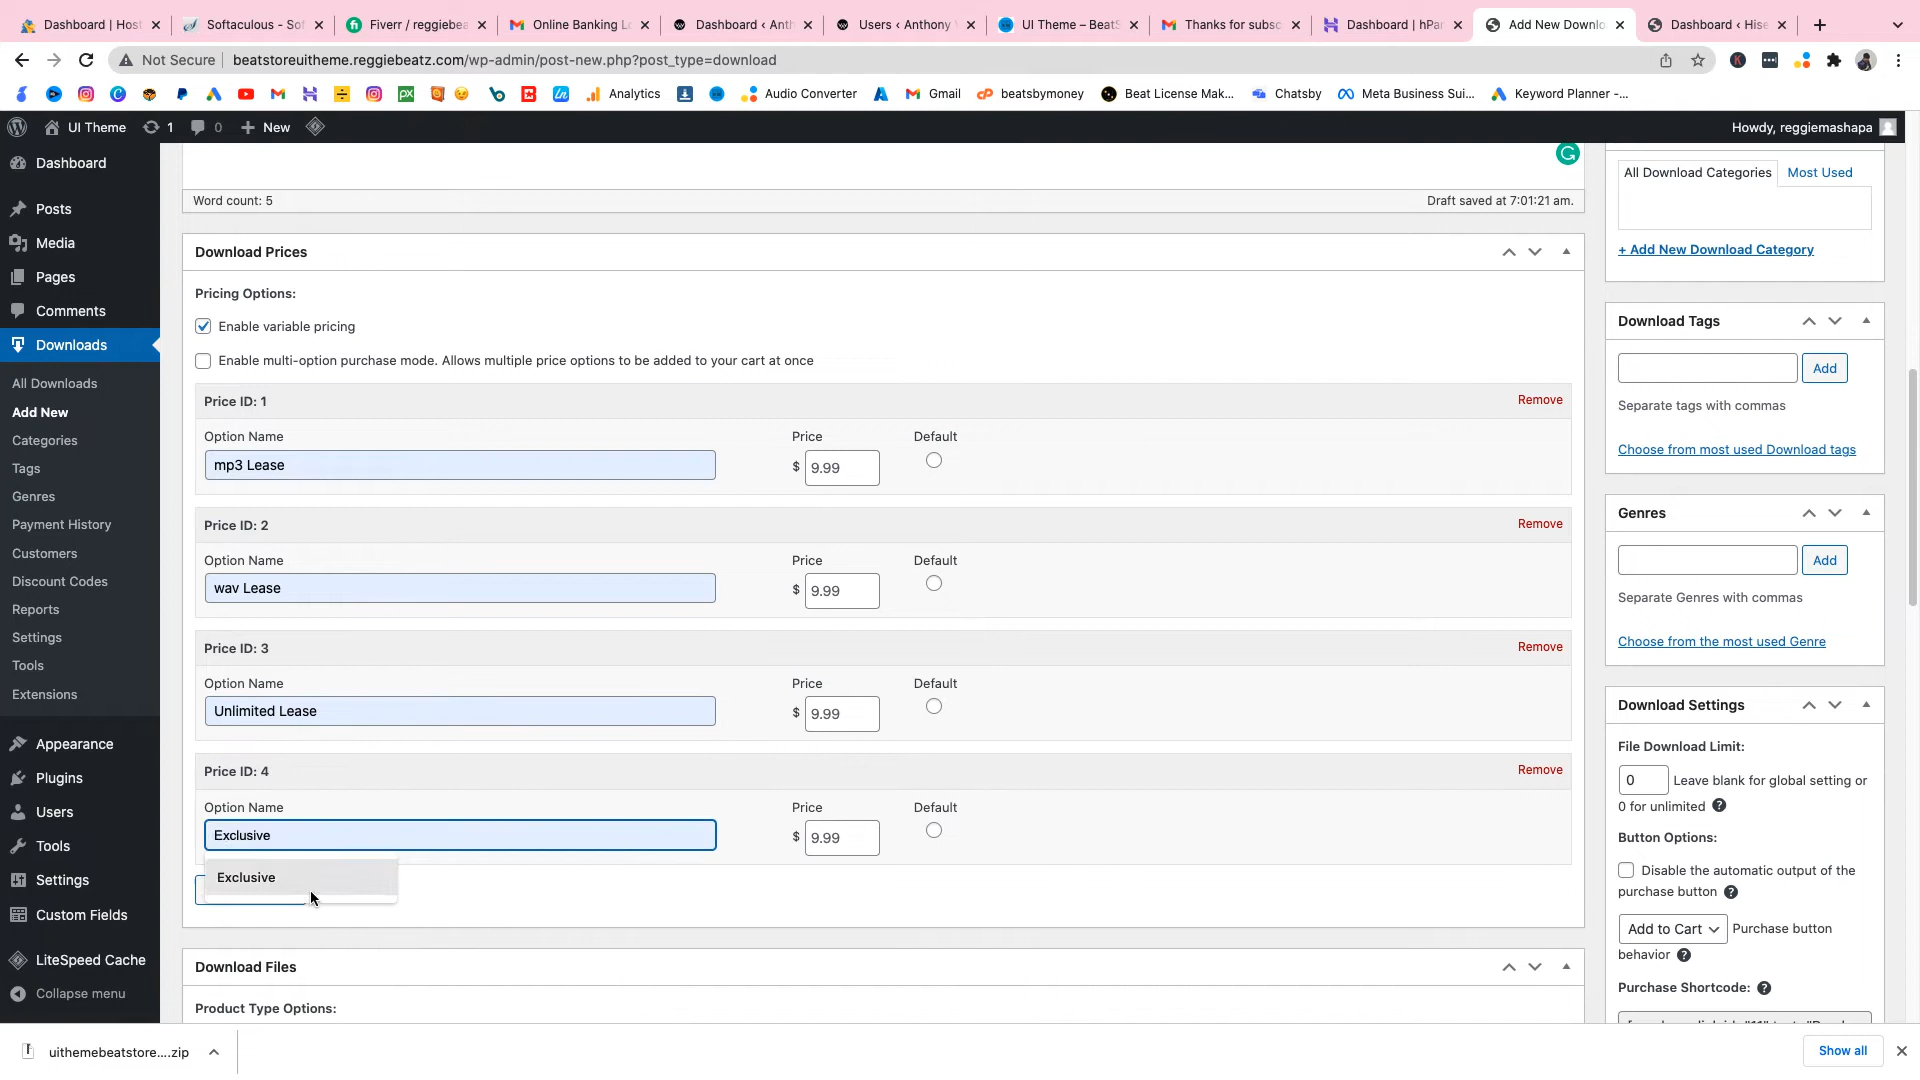 Dashboard | Host
Softaculous - Sof
Fiverr / reggiebea
Online Banking L
Dashboard ‹ Anth
Users ‹ Anthony
UI Theme – BeatS
Thanks for subsc
Dashboard | hPar
Add New Downlo
Dashboard ‹ Hise
Not Secure
beatstoreuitheme.reggiebeatz.com/wp-admin/post-new.php?post_type=download
Analytics
Audio Converter
Gmail
beatsbymoney
Beat License Mak...
Chatsby
Meta Business Sui...
Keyword Planner -...
UI Theme
1
0
New
Howdy, reggiemashapa
Dashboard
Posts
Media
Pages
Comments
Downloads
All Downloads
Add New
Categories
Tags
Genres
Payment History
Customers
Discount Codes
Reports
Settings
Tools
Extensions
Appearance
Plugins
Users
Tools
Settings
Custom Fields
LiteSpeed Cache
Collapse menu
Word count: 5
Draft saved at 7:01:21 am.
Download Prices
Pricing Options:
Enable variable pricing
Enable multi-option purchase mode. Allows multiple price options to be added to your cart at once
Price ID: 1
Remove
Option Name
Price
Default
mp3 Lease
$ 9.99
Price ID: 2
Remove
Option Name
Price
Default
wav Lease
$ 9.99
Price ID: 3
Remove
Option Name
Price
Default
Unlimited Lease
$ 9.99
Price ID: 4
Remove
Option Name
Price
Default
Exclusive
$ 9.99
Exclusive
Download Files
Product Type Options:
All Download Categories
Most Used
+ Add New Download Category
Download Tags
Add
Separate tags with commas
Choose from most used Download tags
Genres
Add
Separate Genres with commas
Choose from the most used Genre
Download Settings
File Download Limit:
0 Leave blank for global setting or
0 for unlimited
Button Options:
Disable the automatic output of the
purchase button
Add to Cart Purchase button
behavior
Purchase Shortcode:
uithemebeatstore....zip
Show all